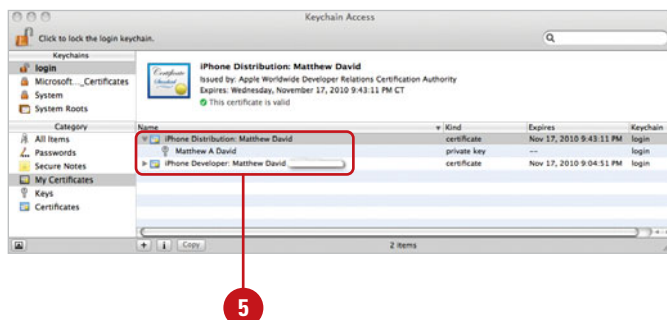 Keychain Access
Click to lock the login keychain.
Keychains
login
Microsoft..._Certificates
System
System Roots
Certificate
Standard
iPhone Distribution: Matthew David
Issued by: Apple Worldwide Developer Relations Certification Authority
Expires: Wednesday, November 17, 2010 9:43:11 PM CT
This certificate is valid
Category
All Items
Passwords
Secure Notes
My Certificates
Keys
Certificates
Name Kind Expires Keychain
iPhone Distribution: Matthew David certificate Nov 17, 2010 9:43:11 PM login
Matthew A David private key -- login
iPhone Developer: Matthew David certificate Nov 17, 2010 9:04:51 PM login
+ i Copy 2 items
5